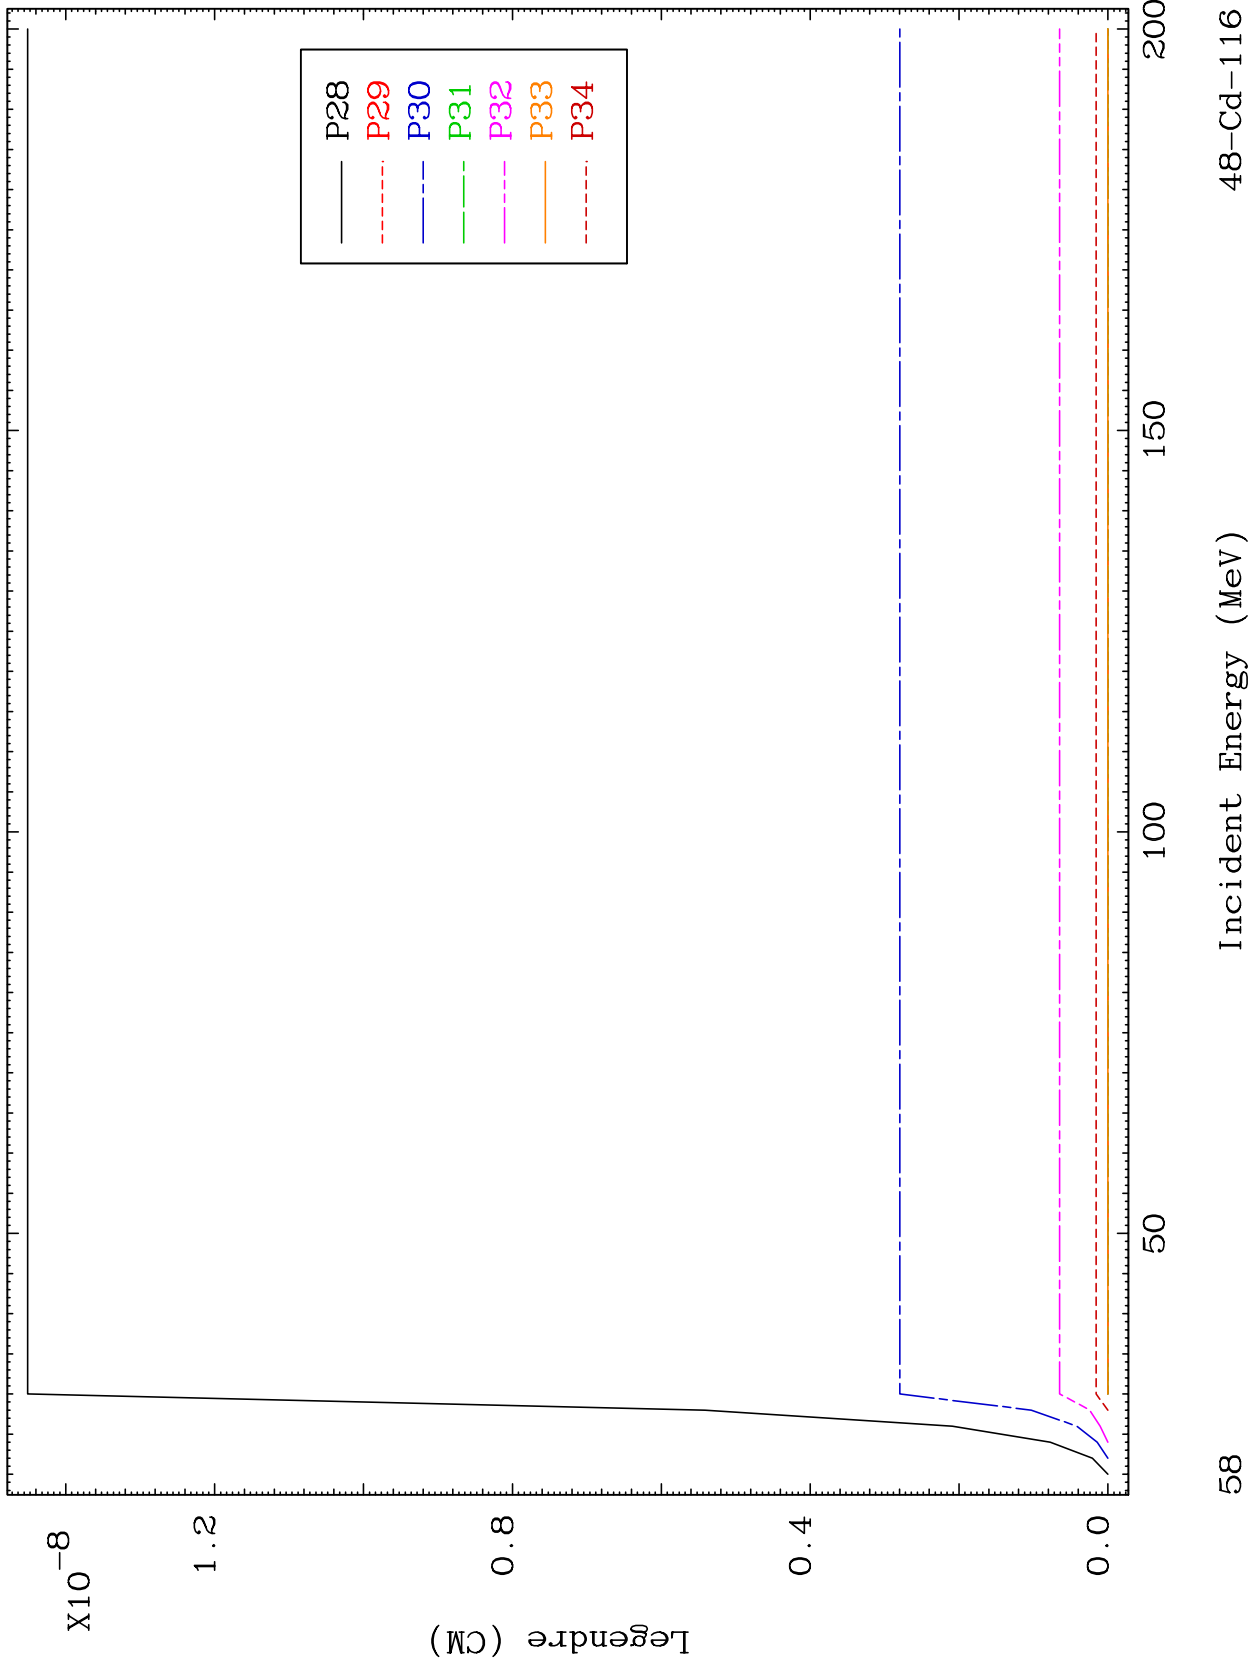 X10-8
1.2
0.8
0.4
0.0
Legendre (CM)
P28
P29
P30
P31
P32
P33
P34
50
100
150
200
58
Incident Energy (MeV)
48-Cd-116